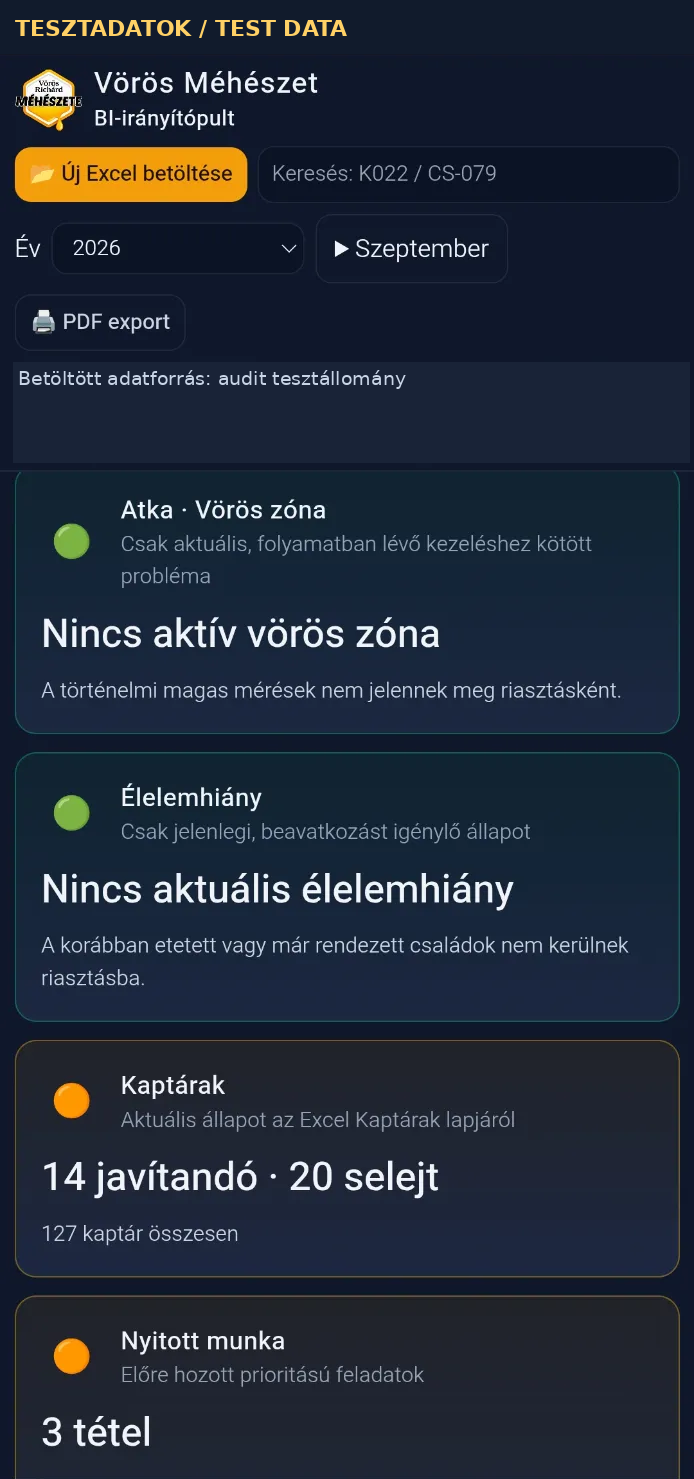 TESZTADATOK / TEST DATA
Vörös
Richárd
MÉHÉSZETE
Vörös Méhészet
BI-irányítópult
Új Excel betöltése
Keresés: K022 / CS-079
Év
2026
Szeptember
PDF export
Betöltött adatforrás: audit tesztállomány
Atka · Vörös zóna
Csak aktuális, folyamatban lévő kezeléshez kötött
probléma
Nincs aktív vörös zóna
A történelmi magas mérések nem jelennek meg riasztásként.
Élelemhiány
Csak jelenlegi, beavatkozást igénylő állapot
Nincs aktuális élelemhiány
A korábban etetett vagy már rendezett családok nem kerülnek
riasztásba.
Kaptárak
Aktuális állapot az Excel Kaptárak lapjáról
14 javítandó · 20 selejt
127 kaptár összesen
Nyitott munka
Előre hozott prioritású feladatok
3 tétel